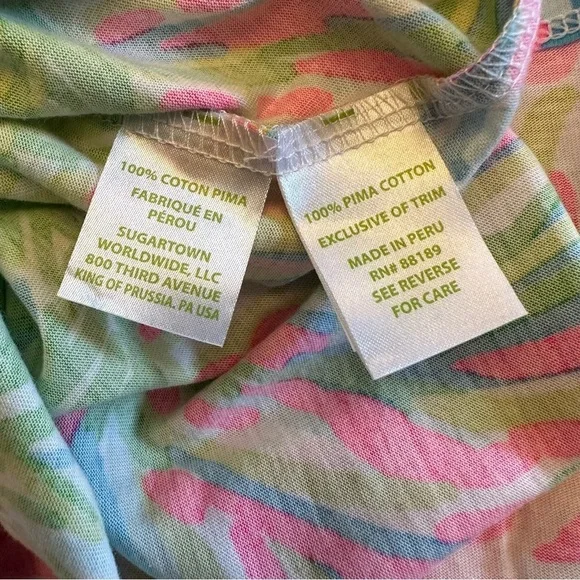 100% COTON PIMA
FABRIQUÉ EN
PÉROU
SUGARTOWN
WORLDWIDE, LLC
800 THIRD AVENUE
KING OF PRUSSIA. PA USA
100% PIMA COTTON
EXCLUSIVE OF TRIM
MADE IN PERU
RN# 88189
SEE REVERSE
FOR CARE